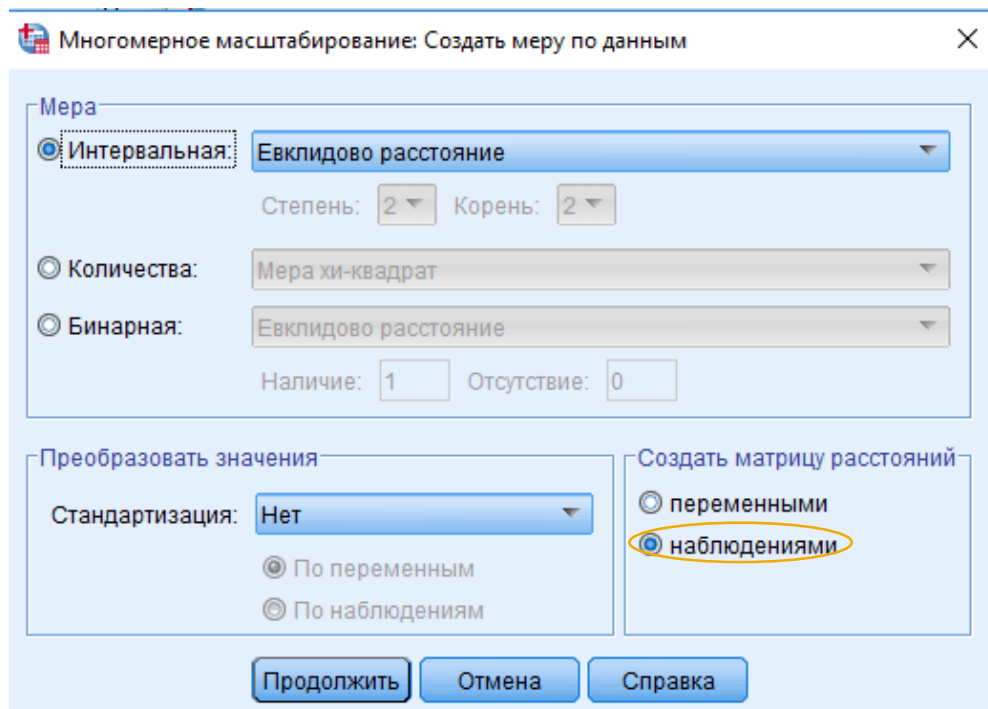 Многомерное масштабирование: Создать меру по данным
Мера
Интервальная: Евклидово расстояние
Степень: 2 Корень: 2
Количества: Мера хи-квадрат
Бинарная: Евклидово расстояние
Наличие: 1 Отсутствие: 0
Преобразовать значения
Стандартизация: Нет
По переменным
По наблюдениям
Создать матрицу расстояний
переменными
наблюдениями
Продолжить Отмена Справка